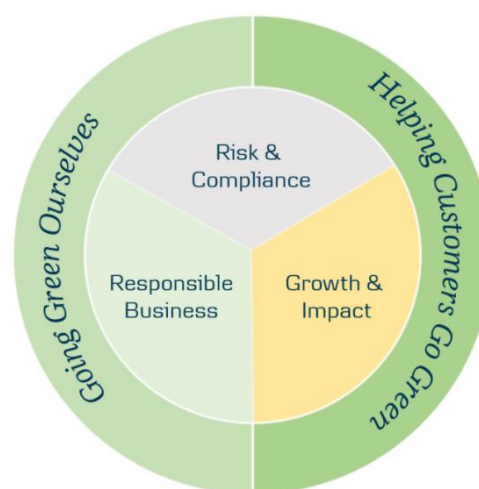 Going Green Ourselves
Helping Customers Go Green
Risk &
Compliance
Responsible
Business
Growth &
Impact